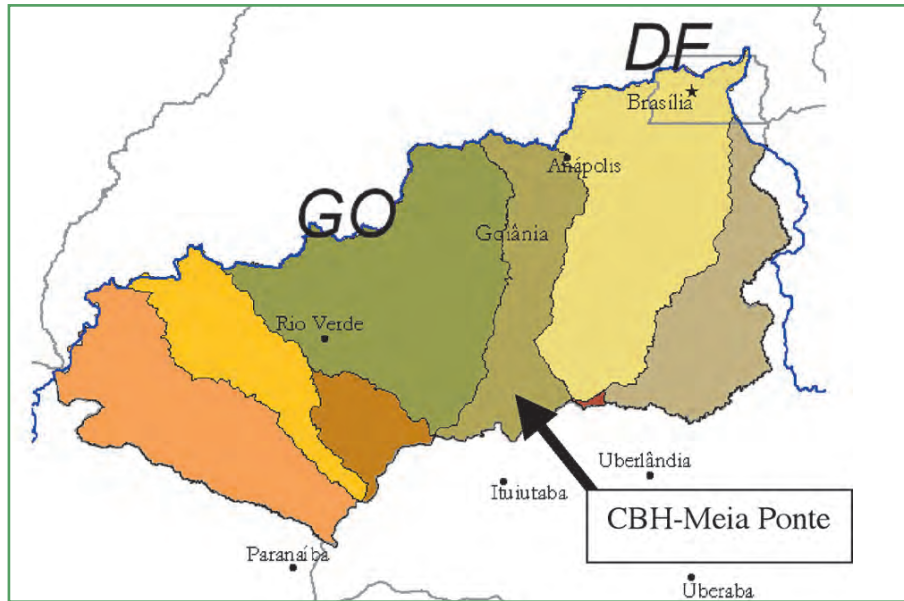 DF
Brasília
Anápolis
GO
Goiânia
Rio Verde
Uberlândia
Ituiutaba
CBH-Meia Ponte
Paranaíba
Uberaba